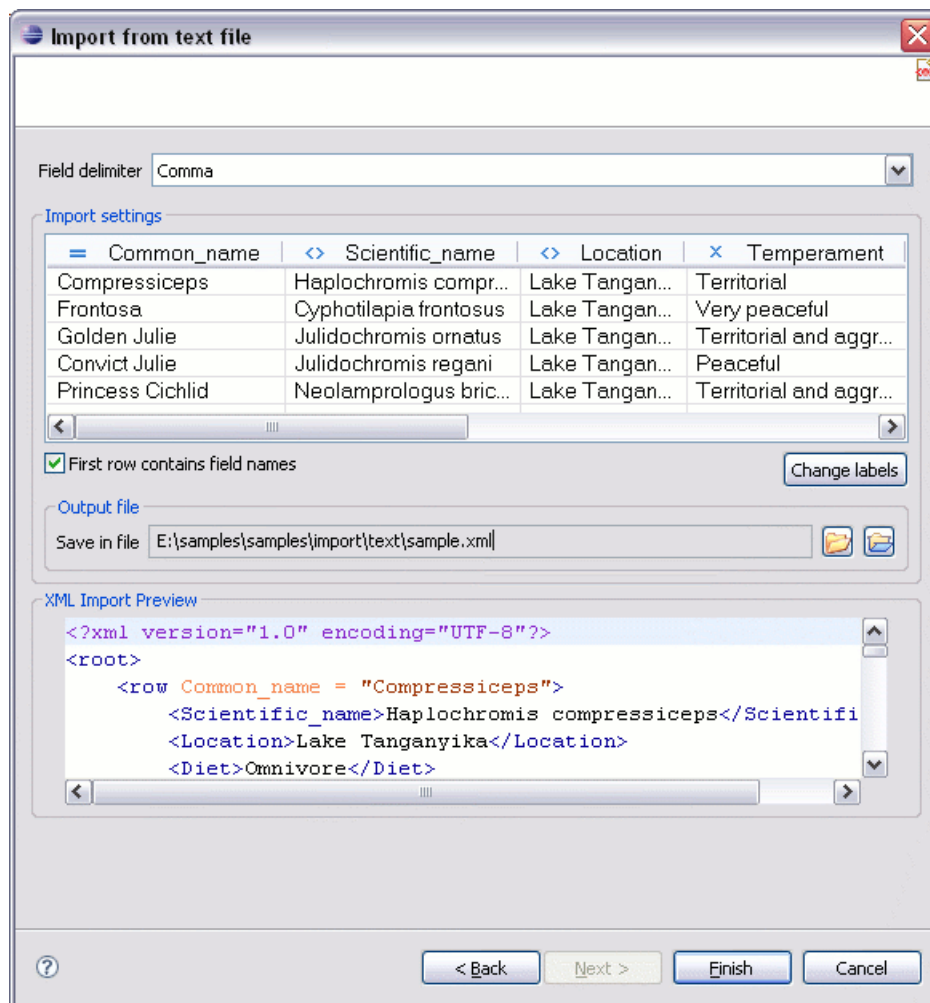 Import from text file
Field delimiter Comma
Import settings
= Common_name <> Scientific_name <> Location X Temperament
Compressiceps Haplochromis compr... Lake Tangan... Territorial
Frontosa Cyphotilapia frontosus Lake Tangan... Very peaceful
Golden Julie Julidochromis ornatus Lake Tangan... Territorial and aggr...
Convict Julie Julidochromis regani Lake Tangan... Peaceful
Princess Cichlid Neolamprologus bric... Lake Tangan... Territorial and aggr...
First row contains field names
Change labels
Output file
Save in file E:\samples\samples\import\text\sample.xml
XML Import Preview
<?xml version="1.0" encoding="UTF-8"?>
<root>
<row Common_name = "Compressiceps">
<Scientific_name>Haplochromis compressiceps</Scientifi
<Location>Lake Tanganyika</Location>
<Diet>Omnivore</Diet>
? < Back Next > Finish Cancel